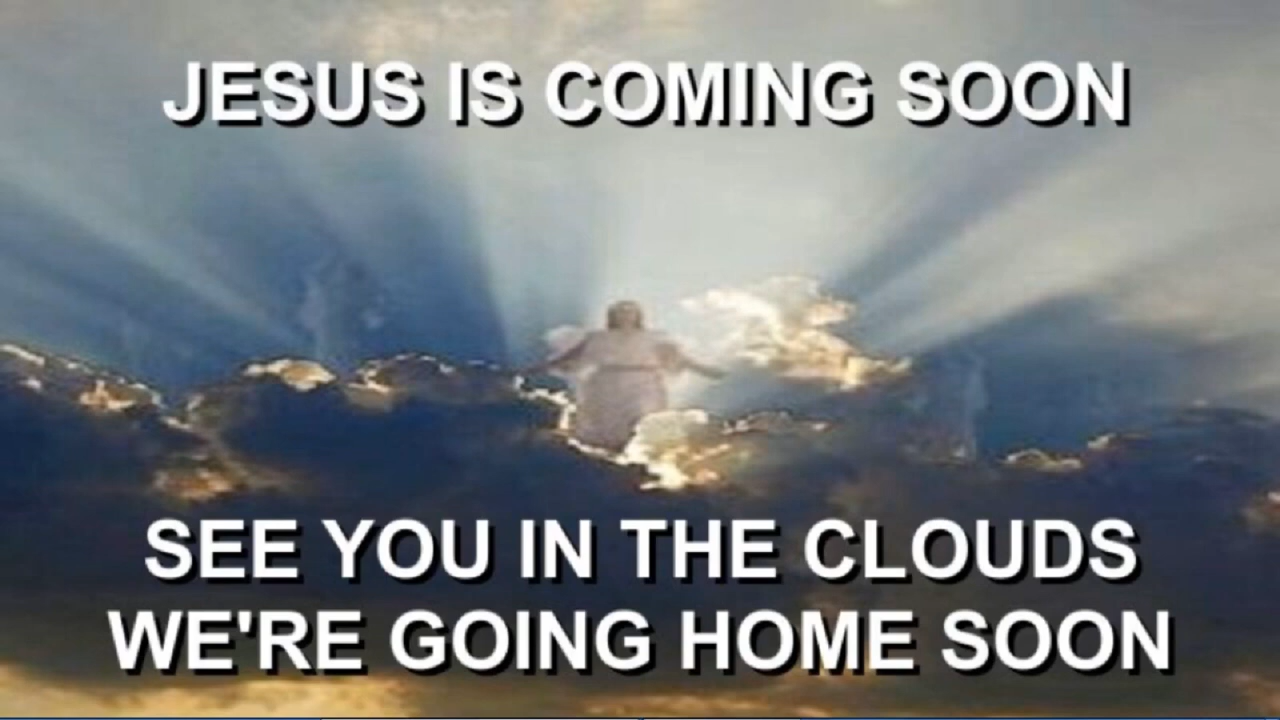 JESUS IS COMING SOON
SEE YOU IN THE CLOUDS
WE'RE GOING HOME SOON